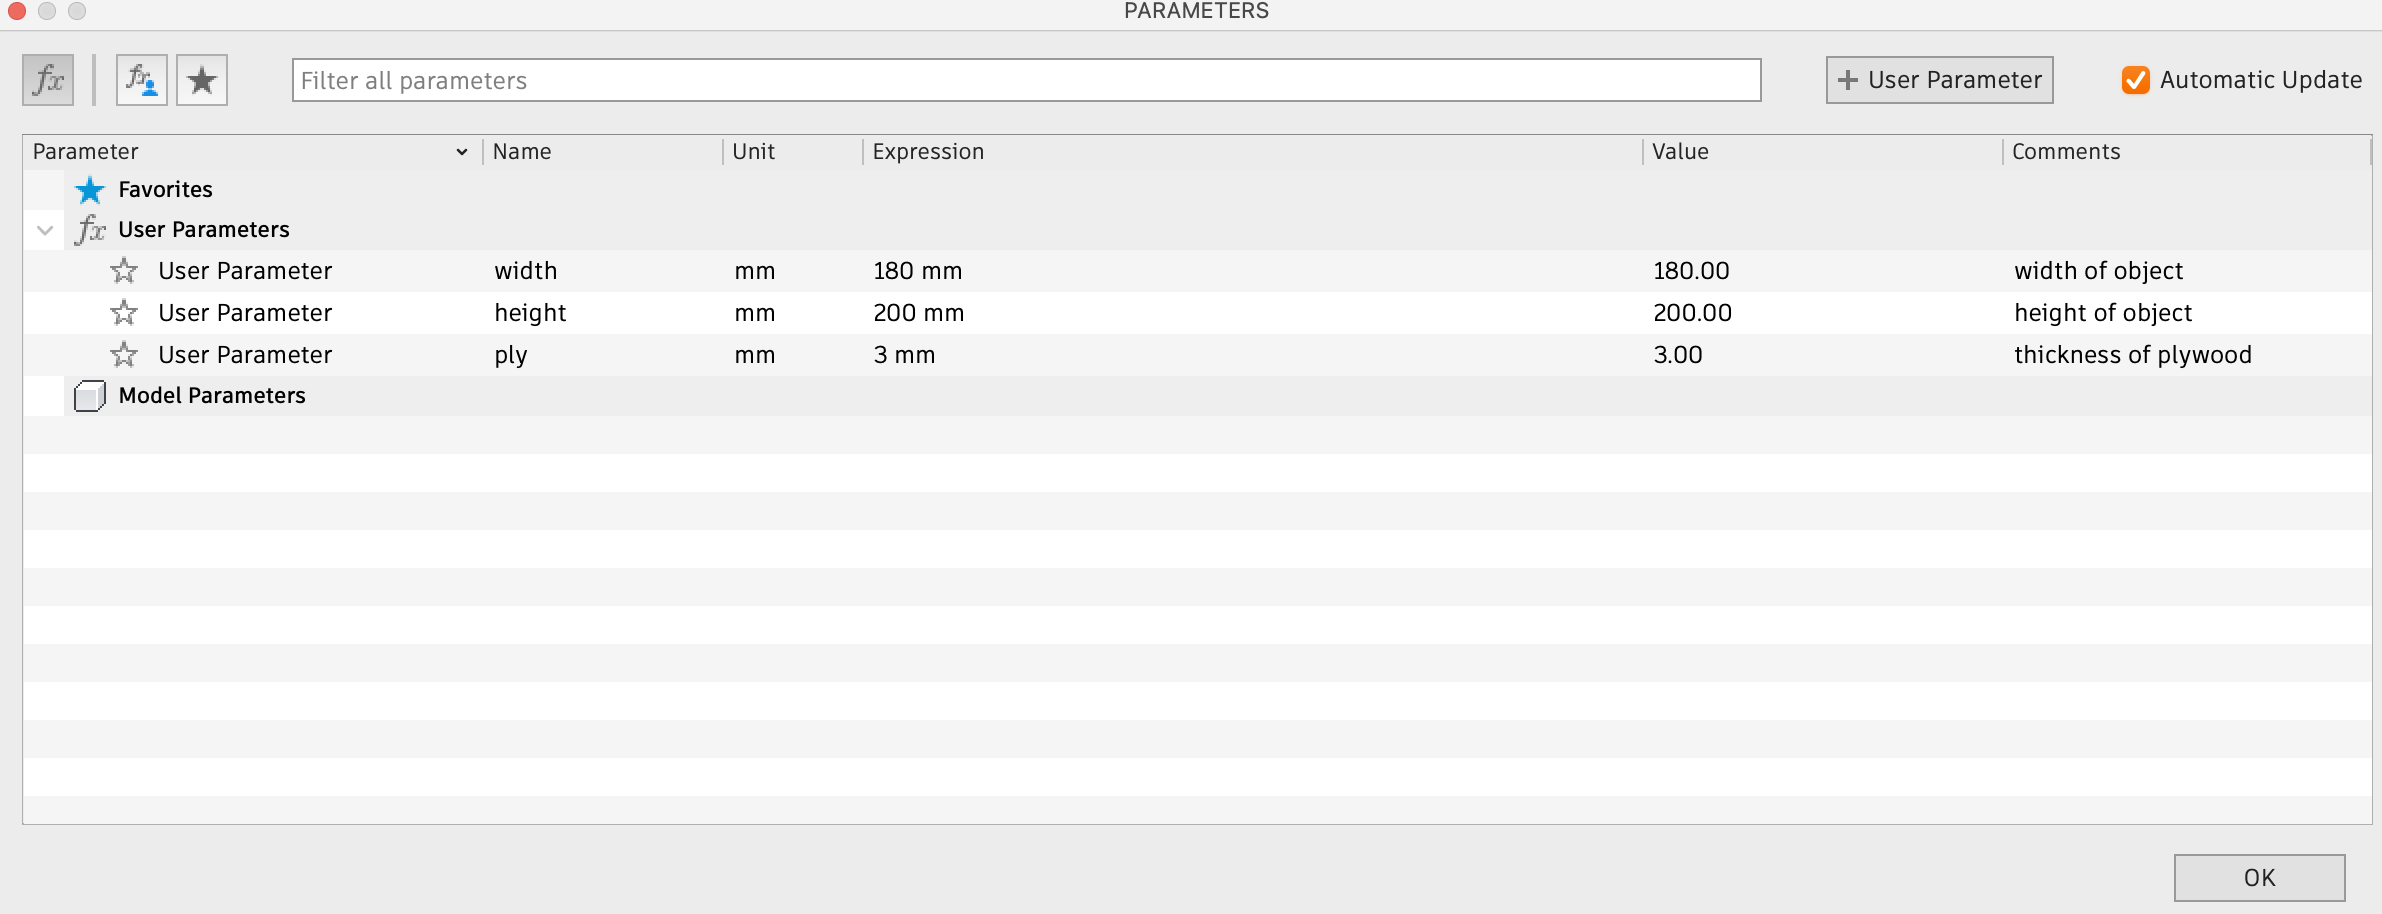 PARAMETERS
fx fx Filter all parameters + User Parameter Automatic Update
Parameter Name Unit Expression Value Comments
Favorites
fx User Parameters
User Parameter width mm 180 mm 180.00 width of object
User Parameter height mm 200 mm 200.00 height of object
User Parameter ply mm 3 mm 3.00 thickness of plywood
Model Parameters
OK